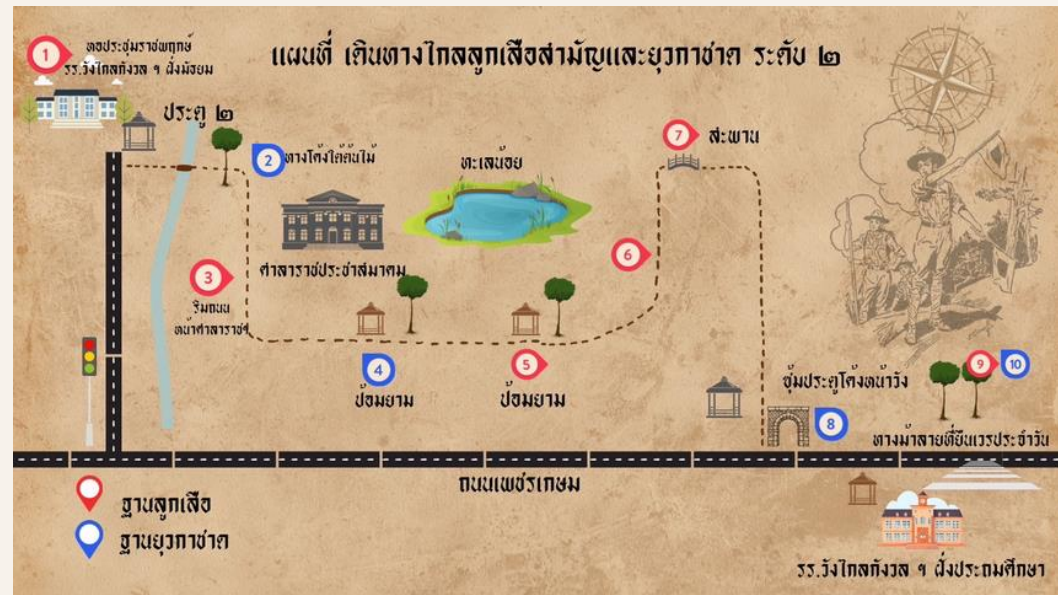 แผนที่ เดินทางไกลลูกเสือสามัญและยุวกาชาด ระดับ ๒
1
หอประชุมราชพฤกษ์
รร.วังไกลกังวล ฯ ฝั่งมัธยม
ประตู ๒
2
ทางโค้งใต้ต้นไม้
ทะเลน้อย
7
สะพาน
ศาลาราชประชาสมาคม
3
ริมถนน
หน้าศาลาราชฯ
6
4
ป้อมยาม
5
ป้อมยาม
ซุ้มประตูโค้งหน้าวัง
8
9
10
ทางม้าลายที่ยืนเวรประจำวัน
ถนนเพชรเกษม
ฐานลูกเสือ
ฐานยุวกาชาด
รร.วังไกลกังวล ฯ ฝั่งประถมศึกษา